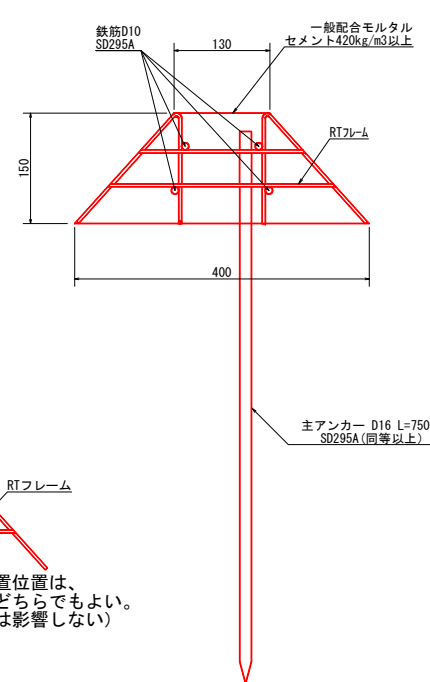 鉄筋D10
SD295A
130
一般配合モルタル
セメント420kg/m3以上
RTフレーム
150
400
主アンカー D16 L=750
SD295A(同等以上)
RTフレーム
置位置は、
どちらでもよい。
は影響しない)